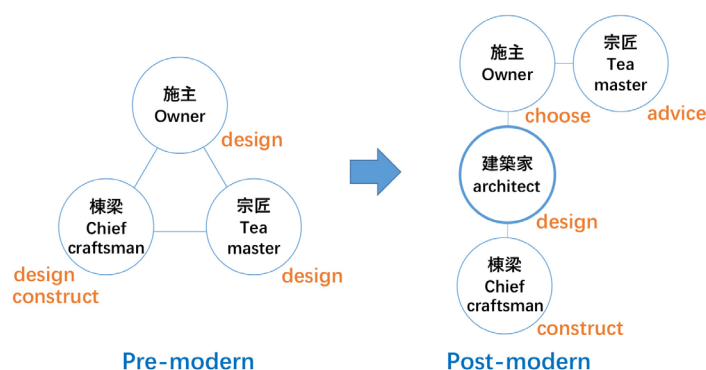 施主
Owner
design
棟梁
Chief
craftsman
design
construct
宗匠
Tea
master
design
Pre-modern
施主
Owner
choose
宗匠
Tea
master
advice
建築家
architect
design
棟梁
Chief
craftsman
construct
Post-modern